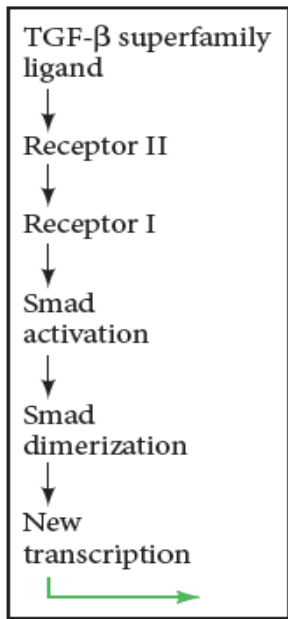 TGF-β superfamily
ligand
Receptor II
Receptor I
Smad
activation
Smad
dimerization
New
transcription